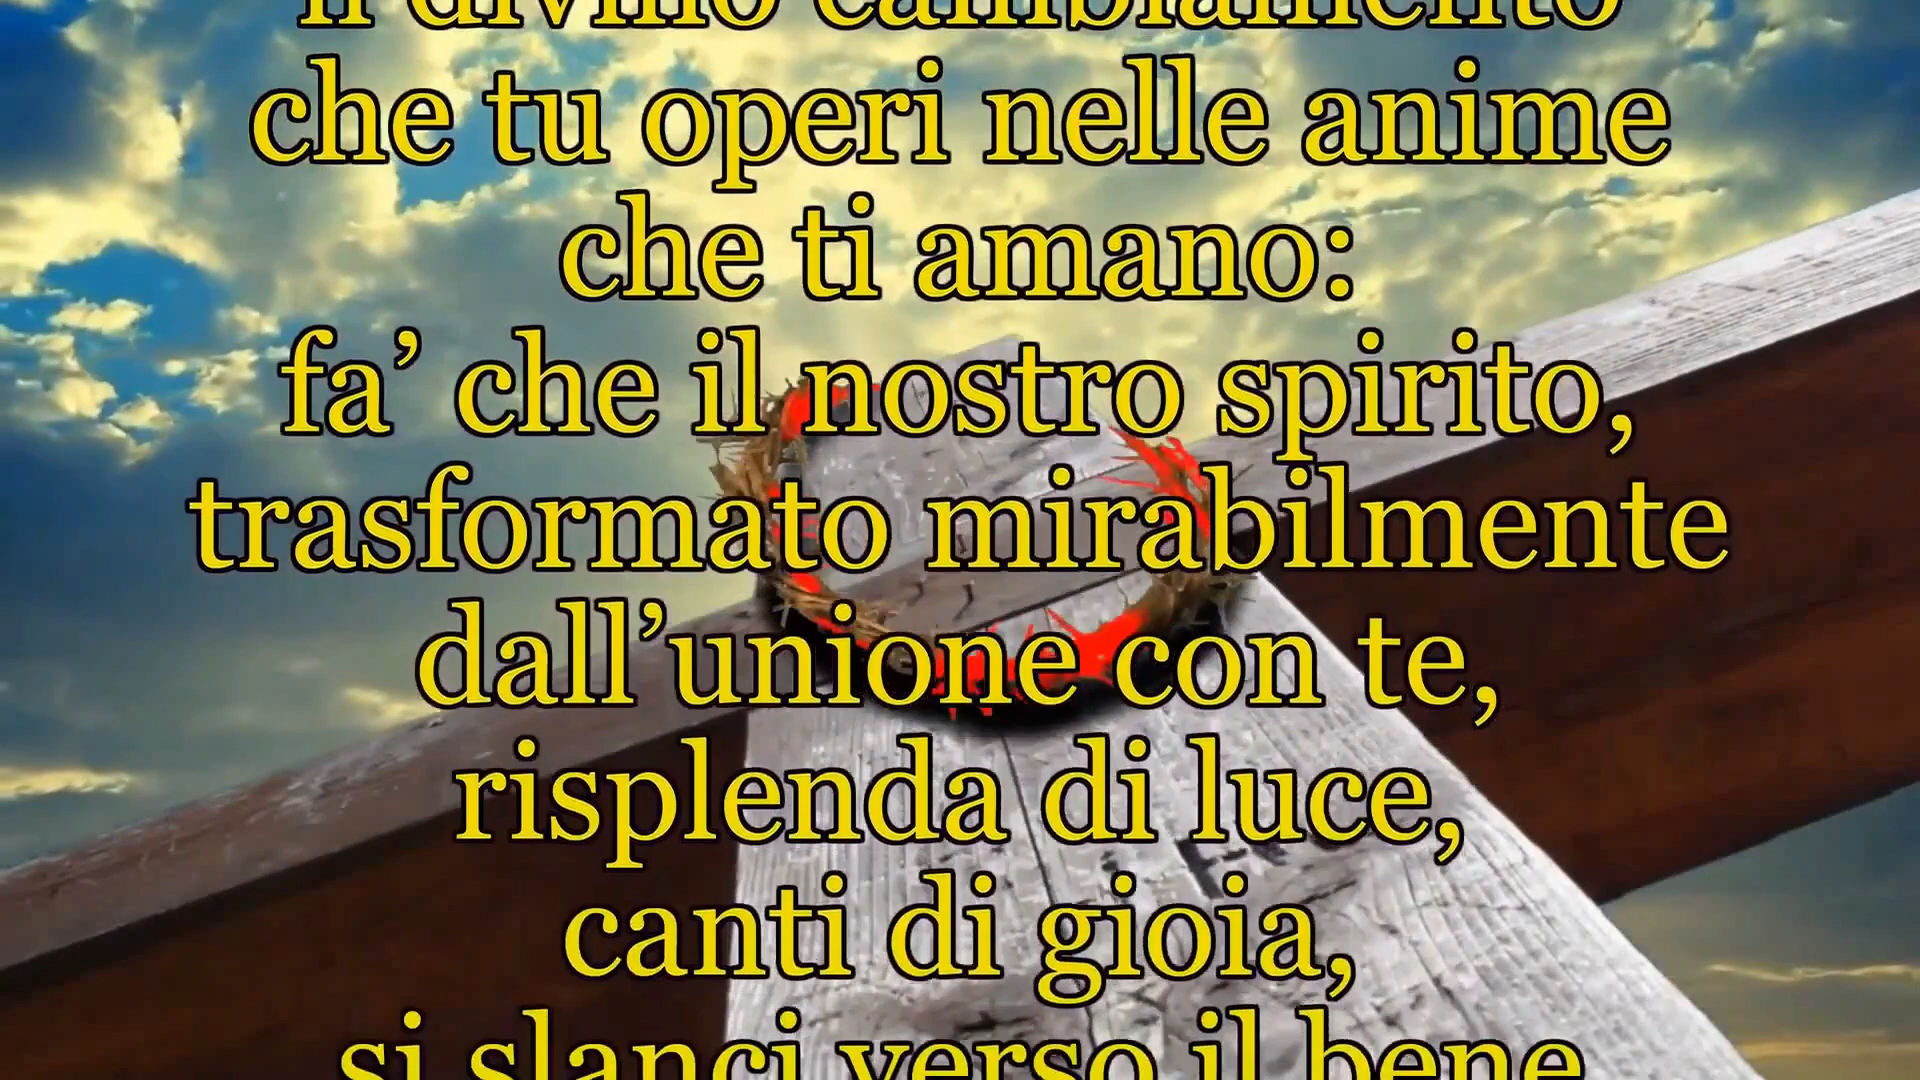 il divino cambiamento
che tu operi nelle anime
che ti amano:
fa’ che il nostro spirito,
trasformato mirabilmente
dall’unione con te,
risplenda di luce,
canti di gioia,
si slanci verso il bene